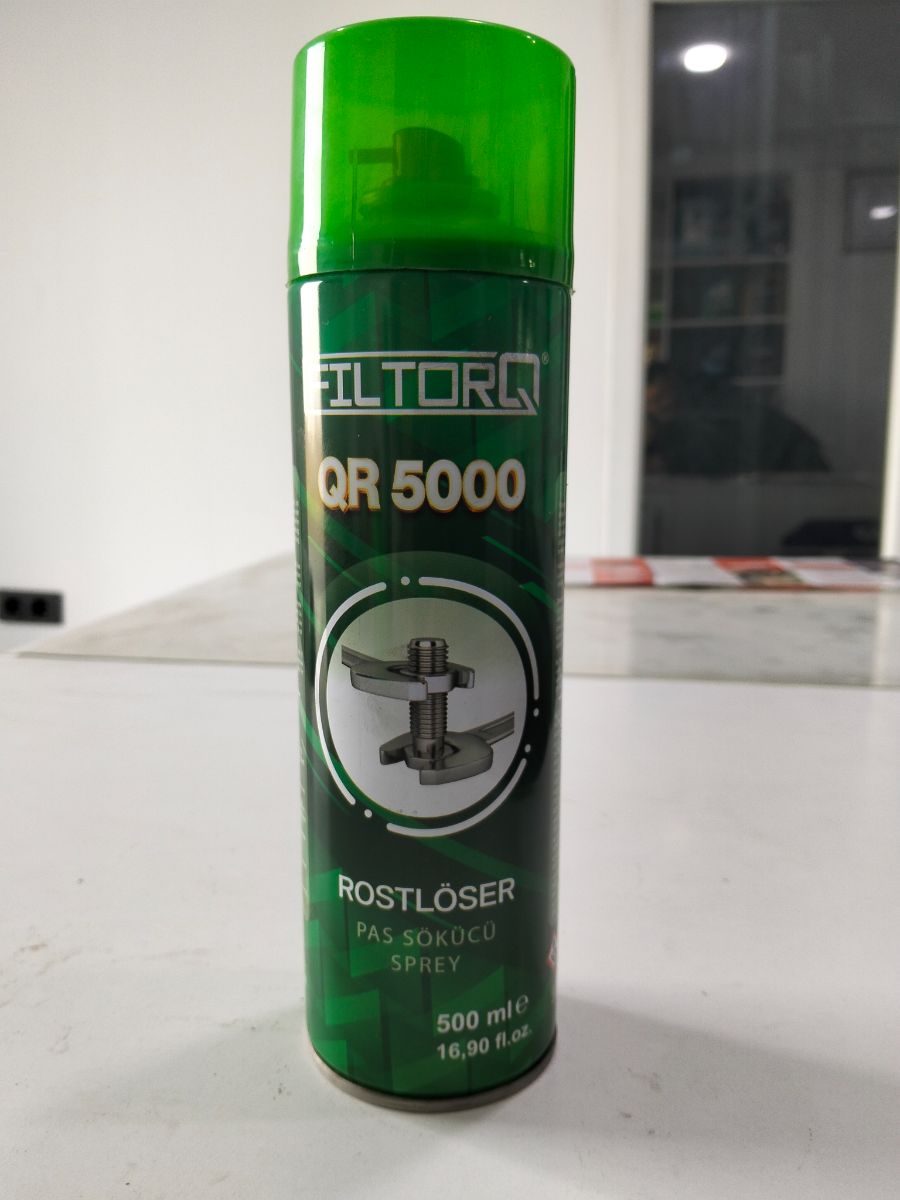 FILTORQ®
QR 5000
ROSTLÖSER
PAS SÖKÜCÜ
SPREY
500 ml ℮
16,90 fl.oz.